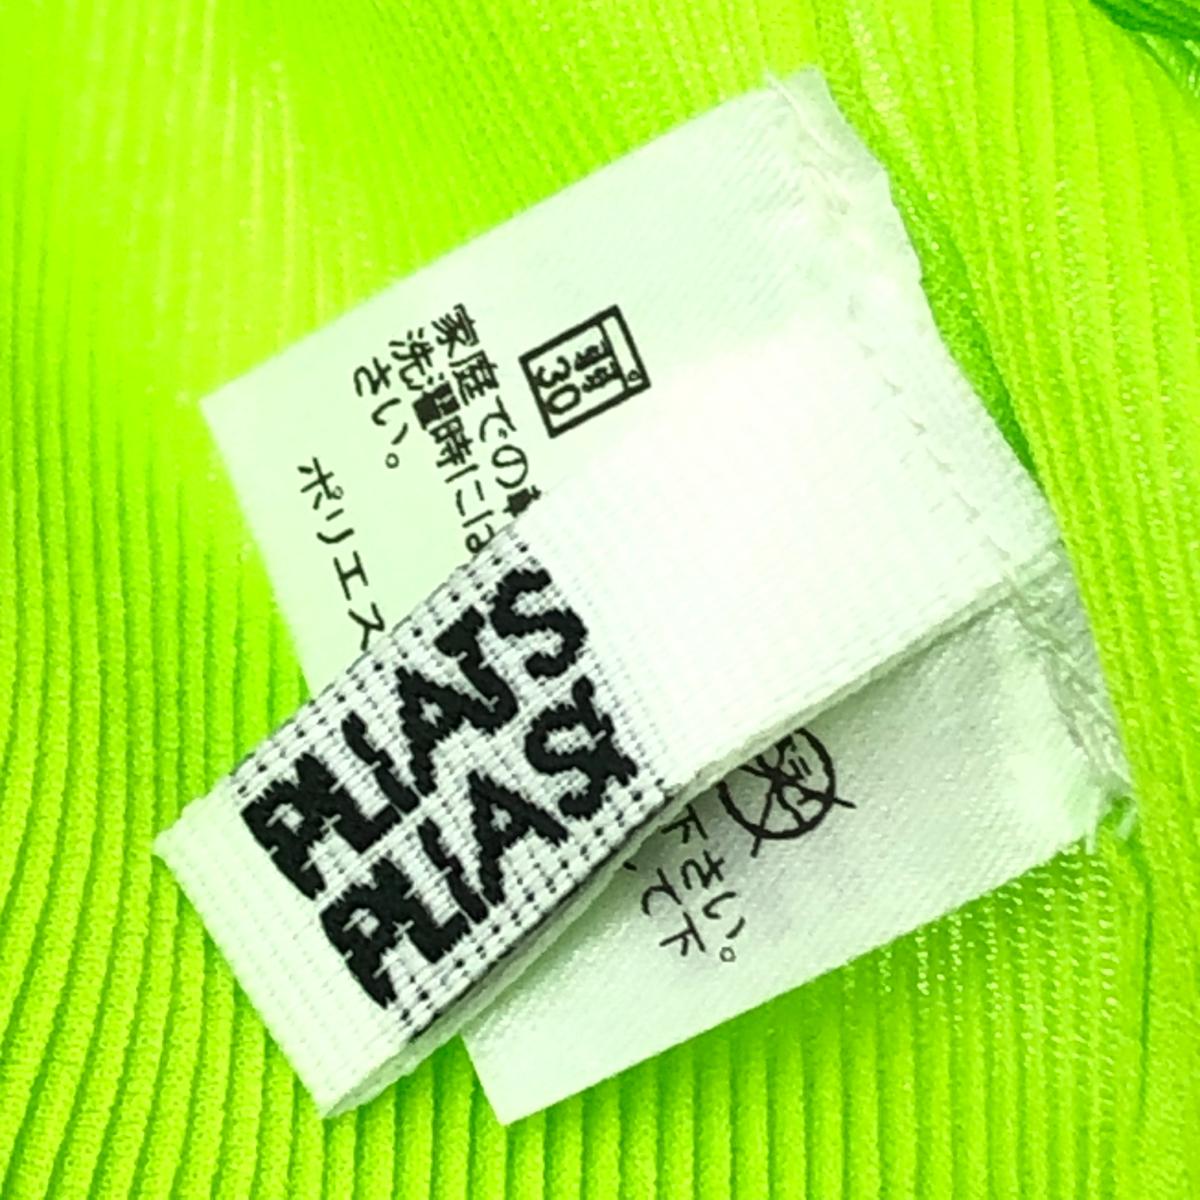 弱
30
家庭での
洗濯時には
さい。
ポリエス
PLEATS
PLEASE
さい。